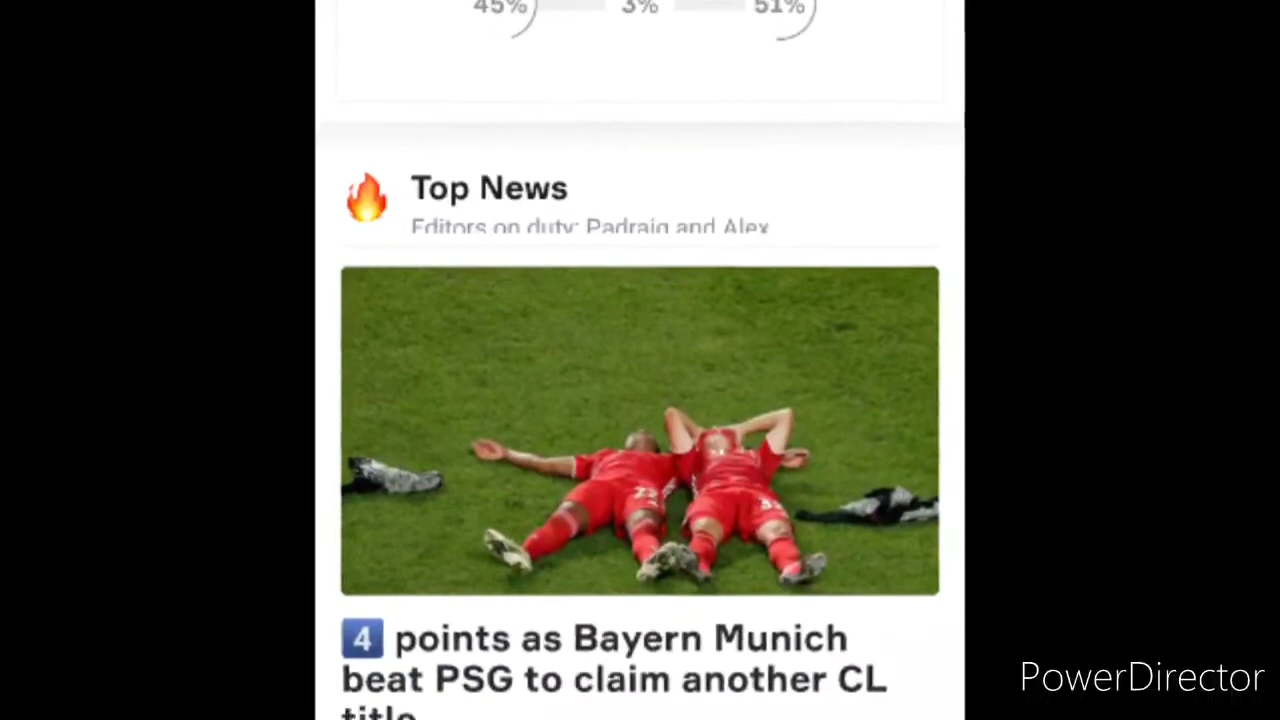 45% 3% 51%
Top News
Editors on duty: Padraig and Alex
4 points as Bayern Munich
beat PSG to claim another CL
title
PowerDirector